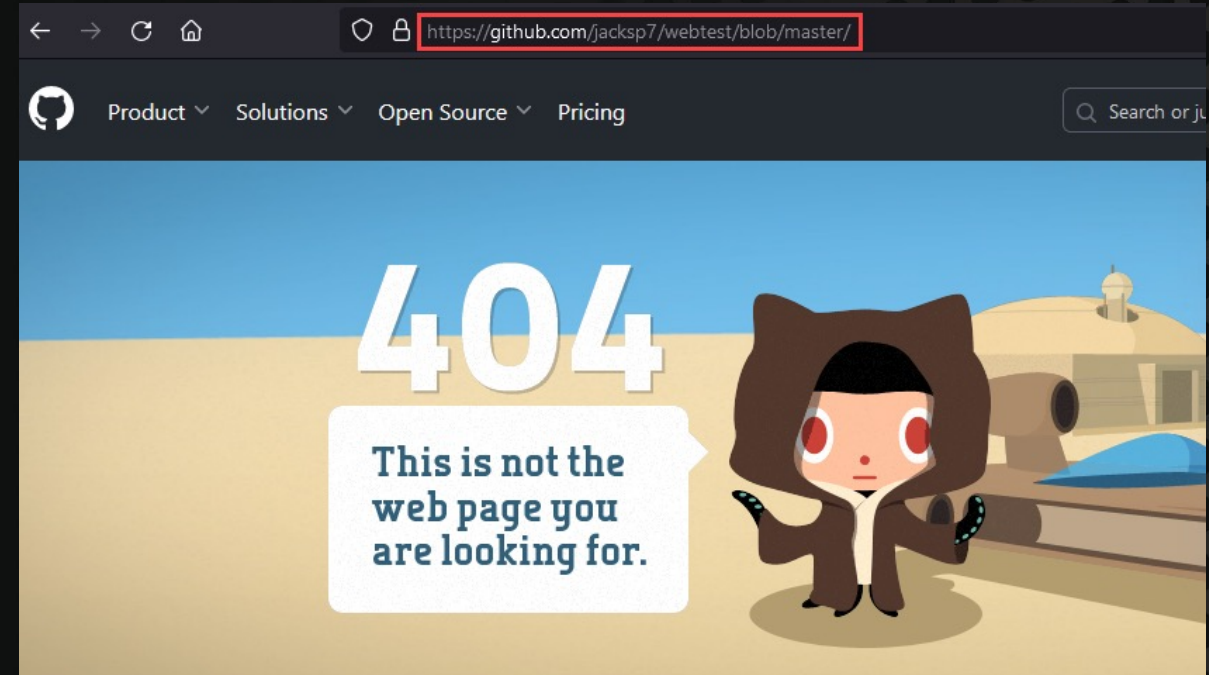 https://github.com/jacksp7/webtest/blob/master/
Product Solutions Open Source Pricing
Search or ju
404
This is not the
web page you
are looking for.